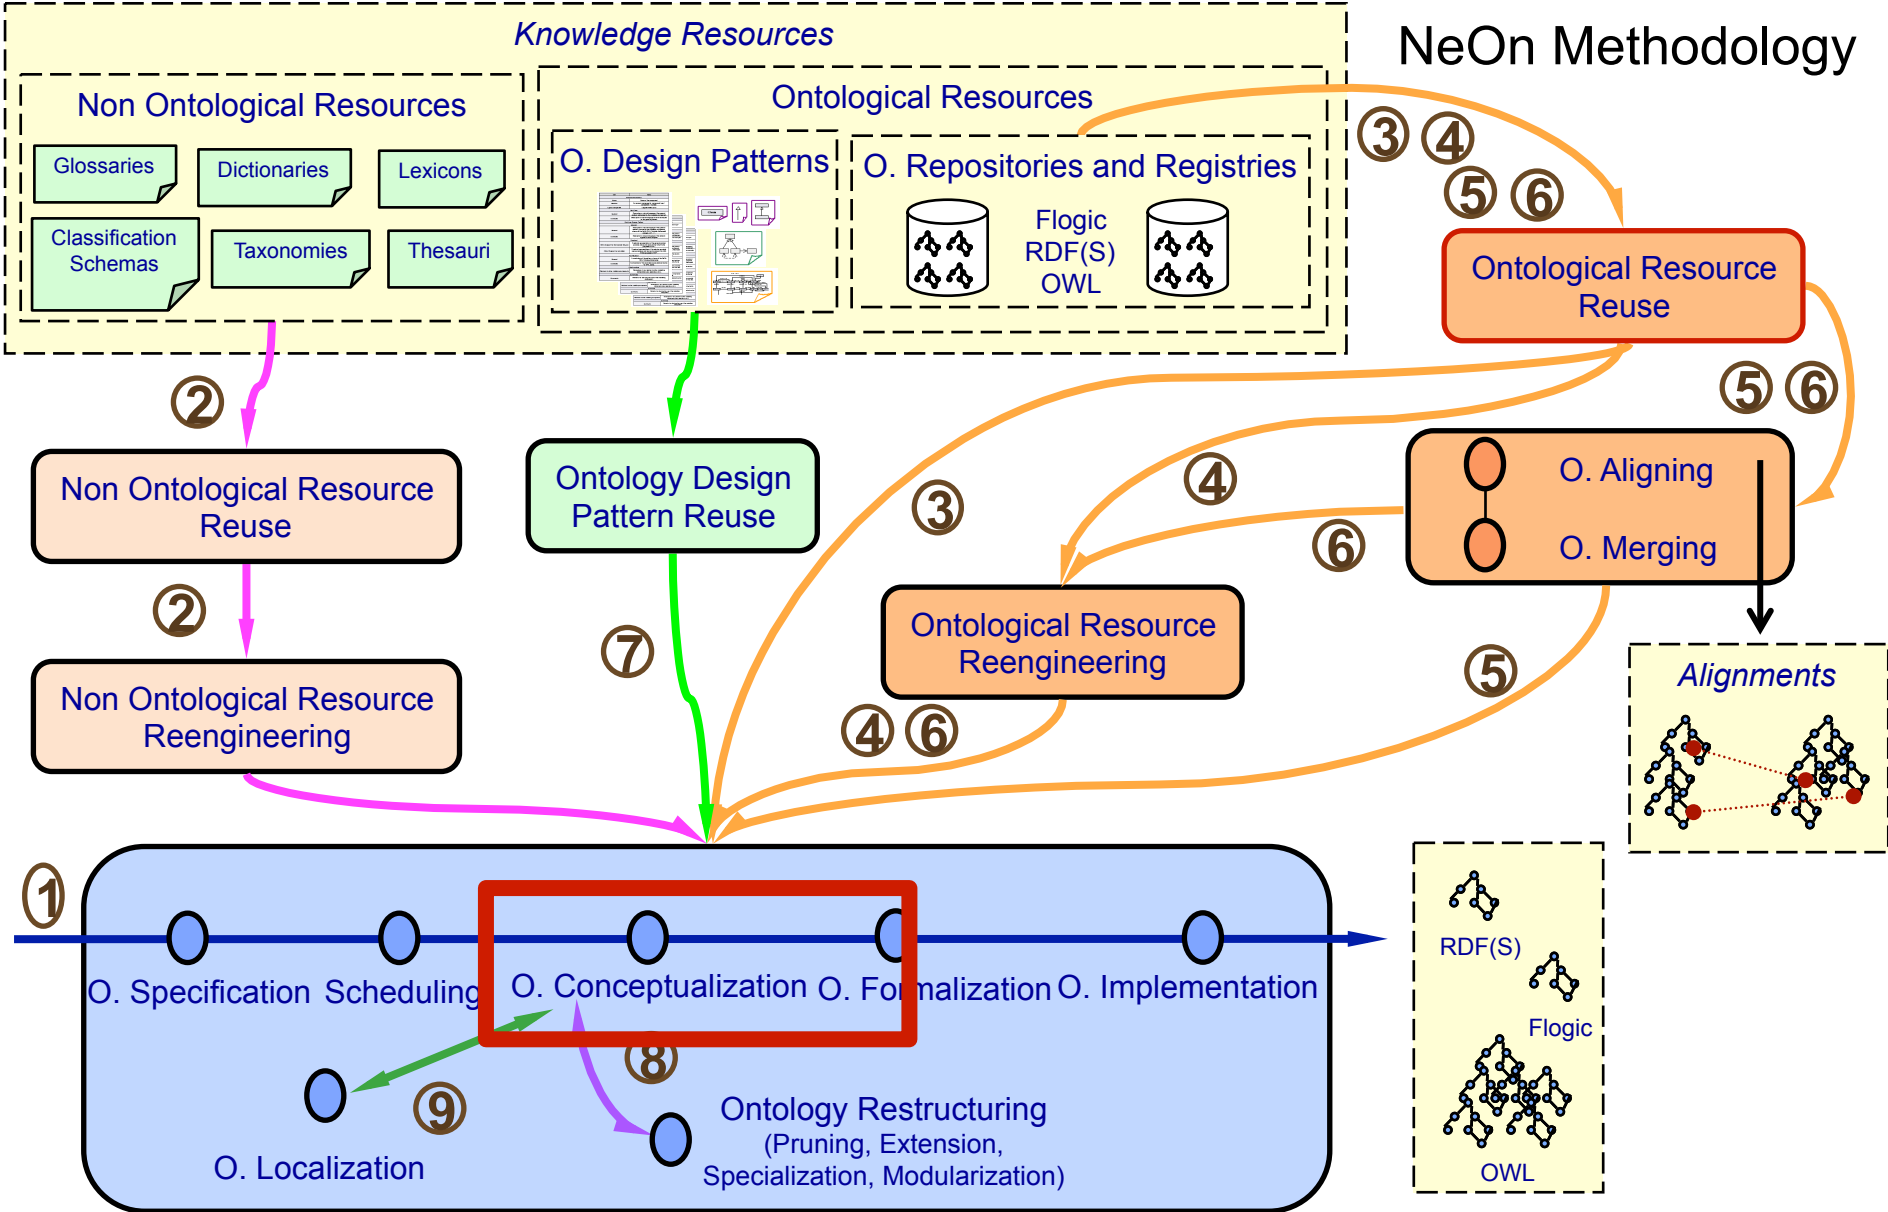 NeOn Methodology
Knowledge Resources
Non Ontological Resources
Glossaries
Dictionaries
Lexicons
Classification
Schemas
Taxonomies
Thesauri
Ontological Resources
O. Design Patterns
O. Repositories and Registries
Flogic
RDF(S)
OWL
3
4
5
6
Ontological Resource
Reuse
2
5
6
Non Ontological Resource
Reuse
Ontology Design
Pattern Reuse
3
4
6
O. Aligning
O. Merging
2
7
Ontological Resource
Reengineering
5
Non Ontological Resource
Reengineering
4
6
Alignments
1
O. Specification
Scheduling
O. Conceptualization
O. Formalization
O. Implementation
8
9
O. Localization
Ontology Restructuring
(Pruning, Extension,
Specialization, Modularization)
RDF(S)
Flogic
OWL